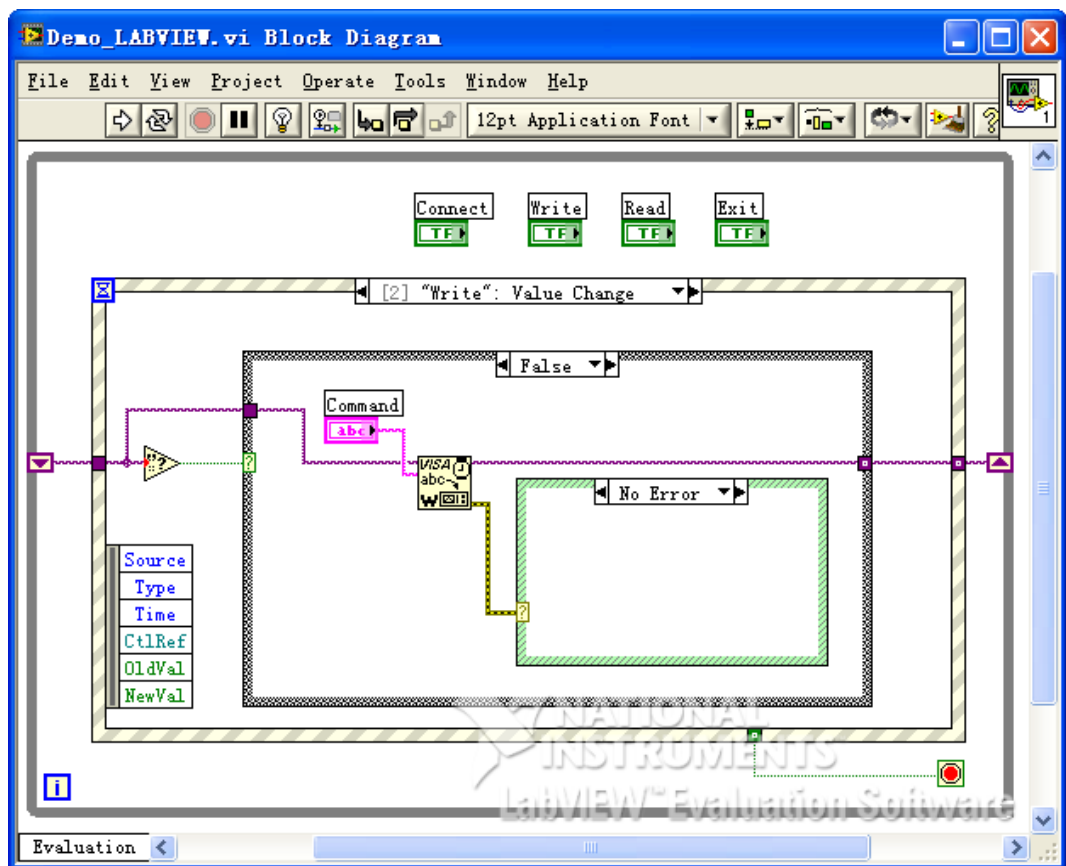 Demo_LABVIEW.vi Block Diagram
File Edit View Project Operate Tools Window Help
12pt Application Font
1
Connect Write Read Exit
TF TF TF TF
[2] "Write": Value Change
False
Command
abc
?
?
VISA
abc
W
No Error
?
Source
Type
Time
CtlRef
OldVal
NewVal
NATIONAL
INSTRUMENTS
i
LabVIEW™ Evaluation Software
Evaluation